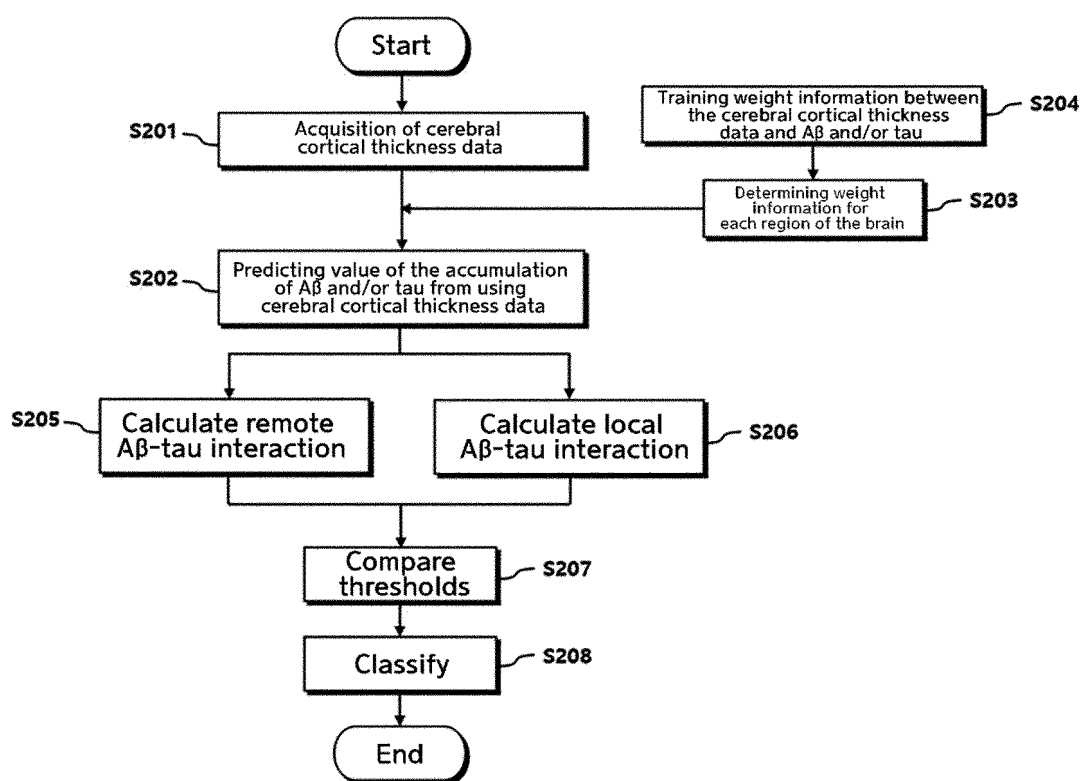 Start
S201
Acquisition of cerebral
cortical thickness data
Training weight information between
the cerebral cortical thickness
data and Aβ and/or tau
S204
Determining weight
information for
each region of the brain
S203
S202
Predicting value of the accumulation
of Aβ and/or tau from using
cerebral cortical thickness data
S205
Calculate remote
Aβ-tau interaction
Calculate local
Aβ-tau interaction
S206
Compare
thresholds
S207
Classify
S208
End